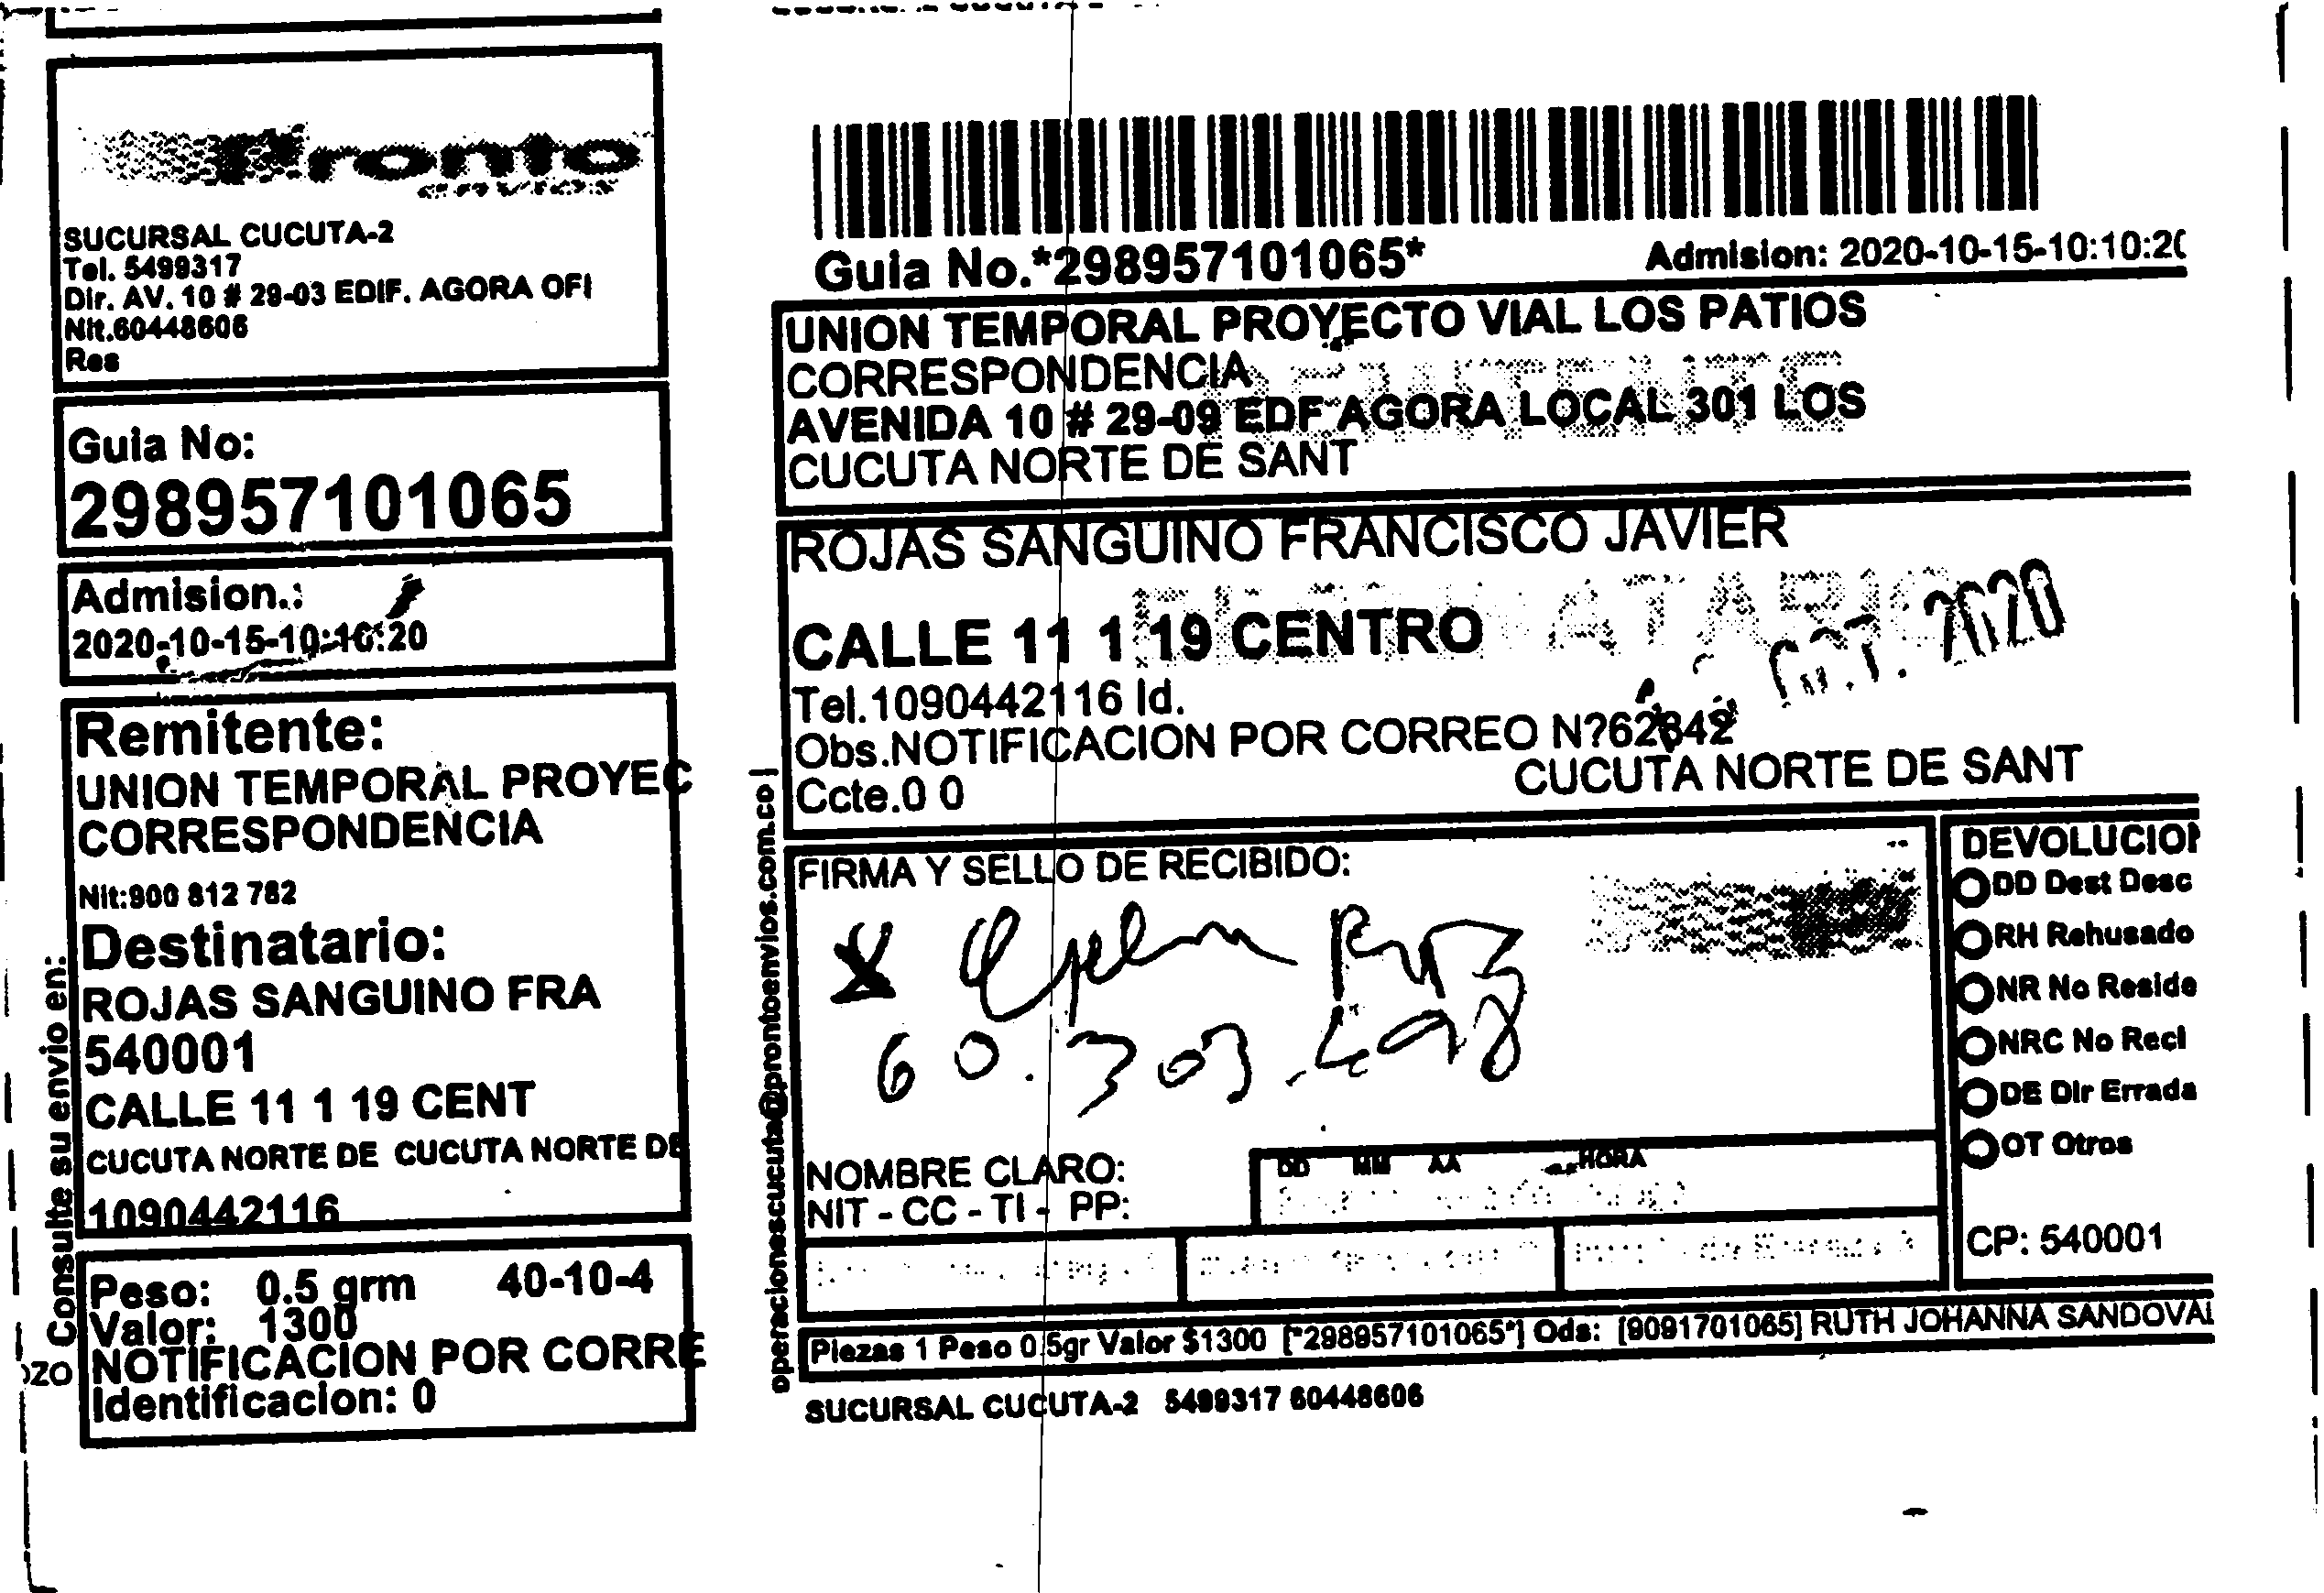 Pronto
envios
SUCURSAL CUCUTA-2
Tel. 5499317
Dir. AV. 10 # 29-03 EDIF. AGORA OFI
Nit.60448606
Res
Guia No:
298957101065
Admision.:
2020-10-15-10:10:20
Remitente:
UNION TEMPORAL PROYEC
CORRESPONDENCIA
Nit:900 812 782
Destinatario:
ROJAS SANGUINO FRA
540001
CALLE 11 1 19 CENT
CUCUTA NORTE DE CUCUTA NORTE DE
1090442116
Peso: 0.5 grm 40-10-4
Valor: 1300
NOTIFICACION POR CORRE
Identificacion: 0
Consulte su envio en:
OZO
Guia No.*298957101065*
Admision: 2020-10-15-10:10:20
UNION TEMPORAL PROYECTO VIAL LOS PATIOS
CORRESPONDENCIA
REMITENTE
AVENIDA 10 # 29-09 EDF AGORA LOCAL 301 LOS
CUCUTA NORTE DE SANT
ROJAS SANGUINO FRANCISCO JAVIER
DESTINATARIO
CALLE 11 1 19 CENTRO
OCT. 2020
Tel.1090442116 Id.
Obs.NOTIFICACION POR CORREO N?62842
CUCUTA NORTE DE SANT
Ccte.0 0
operacionescucuta@prontoenvios.com.co |
FIRMA Y SELLO DE RECIBIDO:
X
60.303.498
NOMBRE CLARO:
NIT - CC - TI - PP:
DD MM AA HORA
DEVOLUCION
DD Dest Desc
RH Rehusado
NR No Reside
NRC No Recl
DE Dir Errada
OT Otros
CP: 540001
Piezas 1 Peso 0.5gr Valor $1300 [*298957101065*] Ods: [9091701065] RUTH JOHANNA SANDOVAL
SUCURSAL CUCUTA-2 5499317 60448606